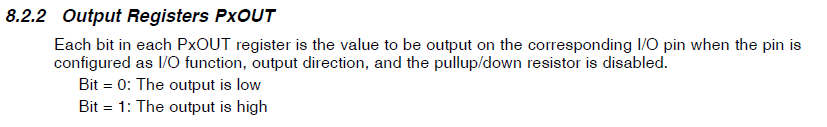 8.2.2 Output Registers PxOUT
Each bit in each PxOUT register is the value to be output on the corresponding I/O pin when the pin is
configured as I/O function, output direction, and the pullup/down resistor is disabled.
Bit = 0: The output is low
Bit = 1: The output is high